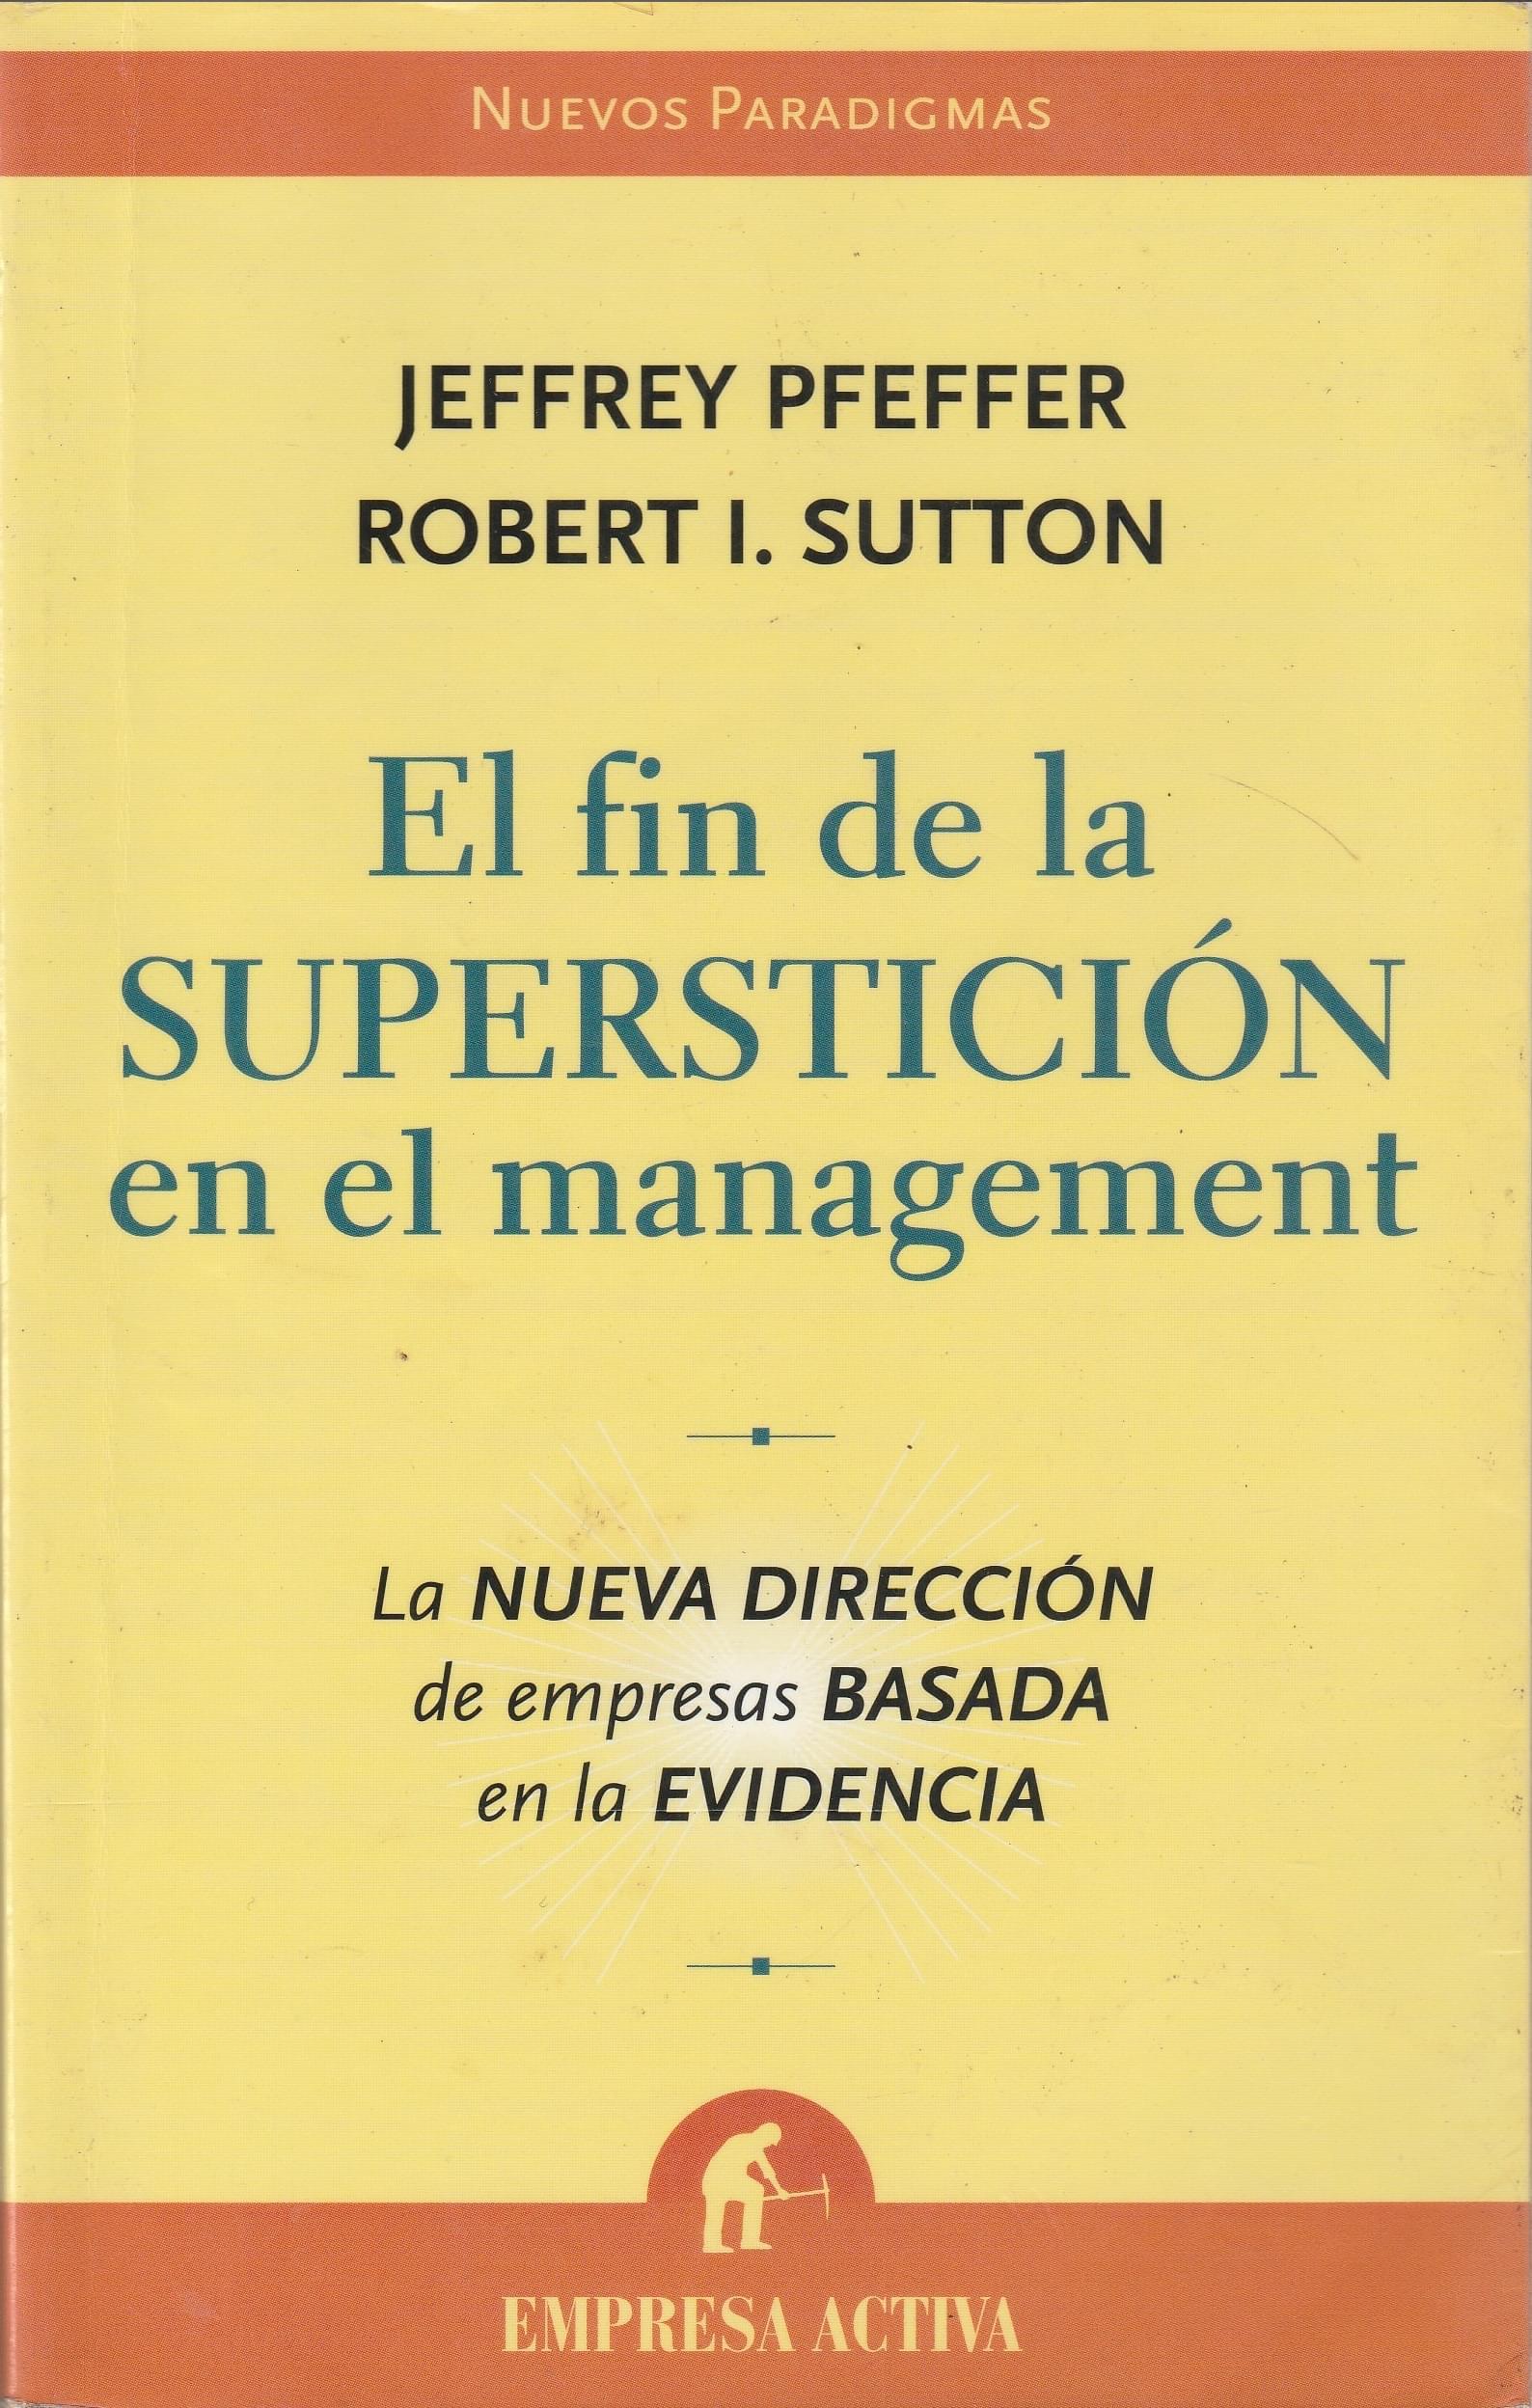 NUEVOS PARADIGMAS
JEFFREY PFEFFER
ROBERT I. SUTTON
El fin de la
SUPERSTICIÓN
en el management
La NUEVA DIRECCIÓN
de empresas BASADA
en la EVIDENCIA
EMPRESA ACTIVA